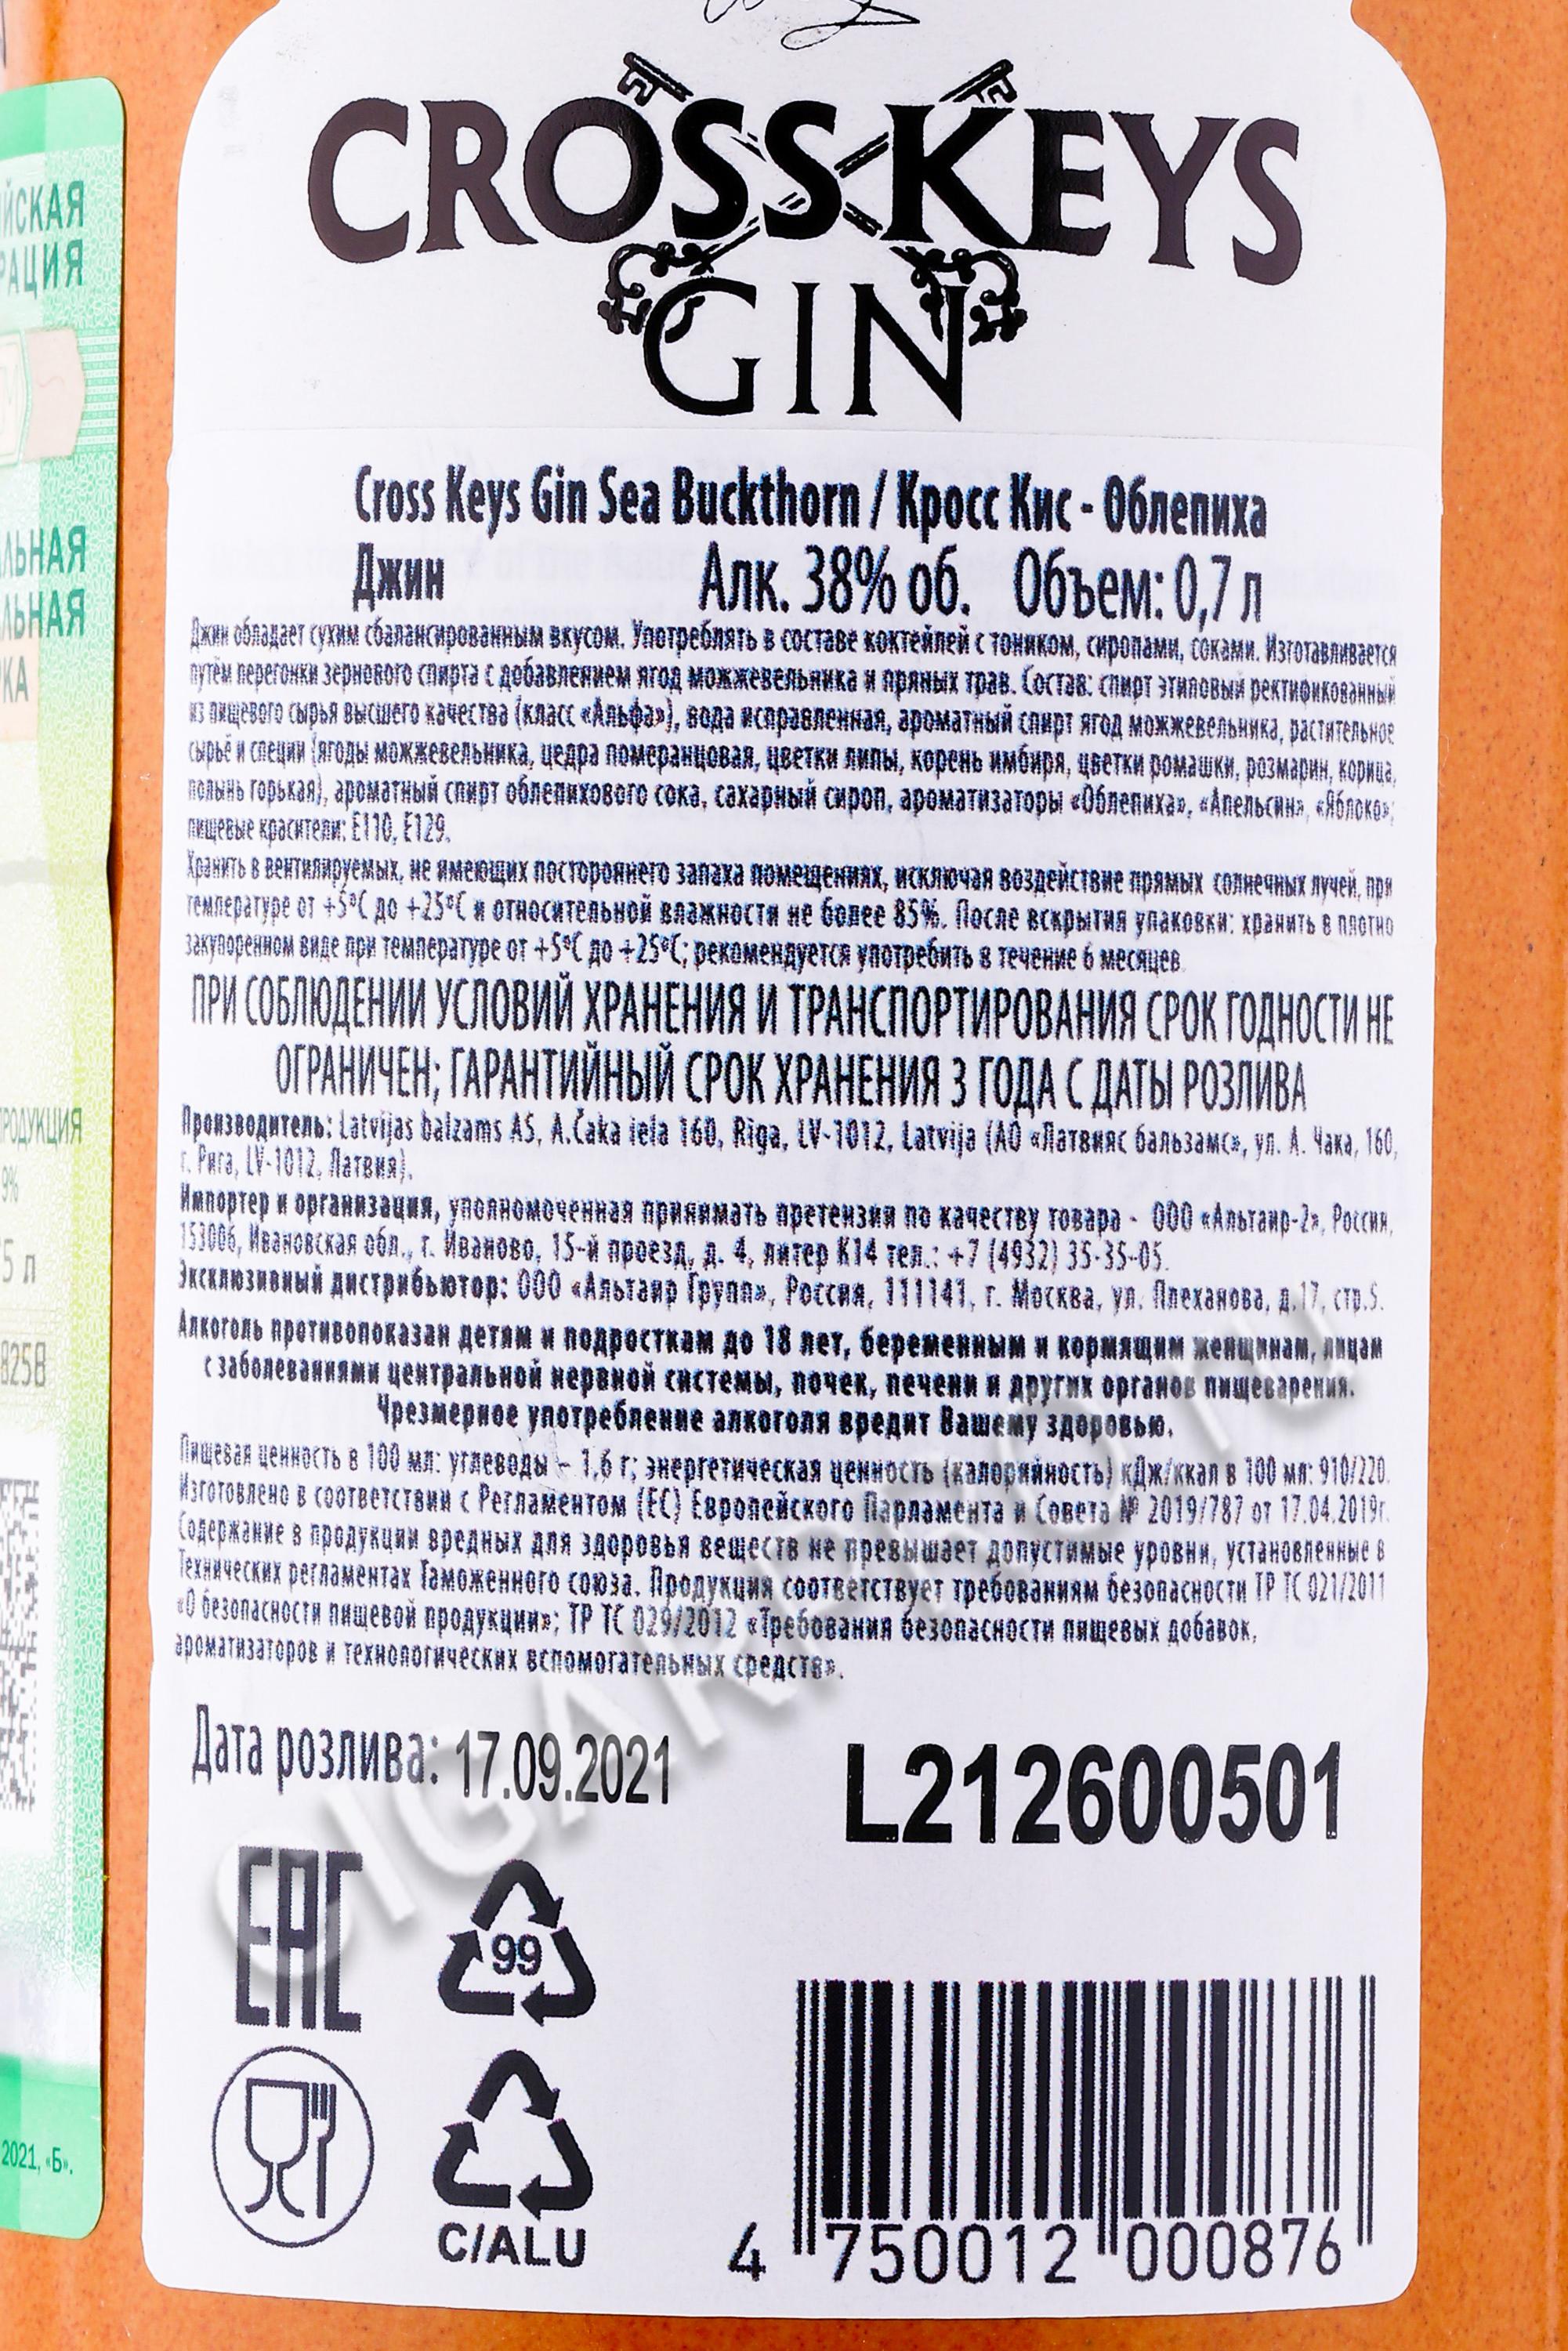 ЙСКАЯ
РАЦИЯ
ЛЬНАЯ
ЛЬНАЯ
КА
РОДУКЦИЯ
9%
5 л
825В
2021, «Б».
CROSS KEYS
GIN
Cross Keys Gin Sea Buckthorn / Кросс Кис - Облепиха
Джин Алк. 38% об. Объем: 0,7 л
Джин обладает сухим сбалансированным вкусом. Употреблять в составе коктейлей с тоником, сиропами, соками. Изготавливается
путём перегонки зернового спирта с добавлением ягод можжевельника и пряных трав. Состав: спирт этиловый ректификованный
из пищевого сырья высшего качества (класс «Альфа»), вода исправленная, ароматный спирт ягод можжевельника, растительное
сырьё и специи (ягоды можжевельника, цедра померанцовая, цветки липы, корень имбиря, цветки ромашки, розмарин, корица,
полынь горькая), ароматный спирт облепихового сока, сахарный сироп, ароматизаторы «Облепиха», «Апельсин», «Яблоко»;
пищевые красители: Е110, Е129.
Хранить в вентилируемых, не имеющих постороннего запаха помещениях, исключая воздействие прямых солнечных лучей, при
температуре от +5°C до +25°C и относительной влажности не более 85%. После вскрытия упаковки: хранить в плотно
закупоренном виде при температуре от +5°C до +25°C; рекомендуется употребить в течение 6 месяцев.
ПРИ СОБЛЮДЕНИИ УСЛОВИЙ ХРАНЕНИЯ И ТРАНСПОРТИРОВАНИЯ СРОК ГОДНОСТИ НЕ
ОГРАНИЧЕН; ГАРАНТИЙНЫЙ СРОК ХРАНЕНИЯ 3 ГОДА С ДАТЫ РОЗЛИВА
Производитель: Latvijas balzams AS, A.Čaka iela 160, Riga, LV-1012, Latvija (АО «Латвияс бальзамс», ул. А. Чака, 160,
г. Рига, LV-1012, Латвия).
Импортер и организация, уполномоченная принимать претензии по качеству товара - ООО «Альтаир-2», Россия,
153006, Ивановская обл., г. Иваново, 15-й проезд, д. 4, литер К14 тел.: +7 (4932) 35-35-05.
Эксклюзивный дистрибьютор: ООО «Альтаир Групп», Россия, 111141, г. Москва, ул. Плеханова, д.17, стр.5.
Алкоголь противопоказан детям и подросткам до 18 лет, беременным и кормящим женщинам, лицам
с заболеваниями центральной нервной системы, почек, печени и других органов пищеварения.
Чрезмерное употребление алкоголя вредит Вашему здоровью.
Пищевая ценность в 100 мл: углеводы – 1,6 г; энергетическая ценность (калорийность) кДж/ккал в 100 мл: 910/220.
Изготовлено в соответствии с Регламентом (ЕС) Европейского Парламента и Совета № 2019/787 от 17.04.2019г.
Содержание в продукции вредных для здоровья веществ не превышает допустимые уровни, установленные в
Технических регламентах Таможенного союза. Продукция соответствует требованиям безопасности ТР ТС 021/2011
«О безопасности пищевой продукции»; ТР ТС 029/2012 «Требования безопасности пищевых добавок,
ароматизаторов и технологических вспомогательных средств».
Дата розлива: 17.09.2021
L212600501
EAC
99
C/ALU
4 750012 000876